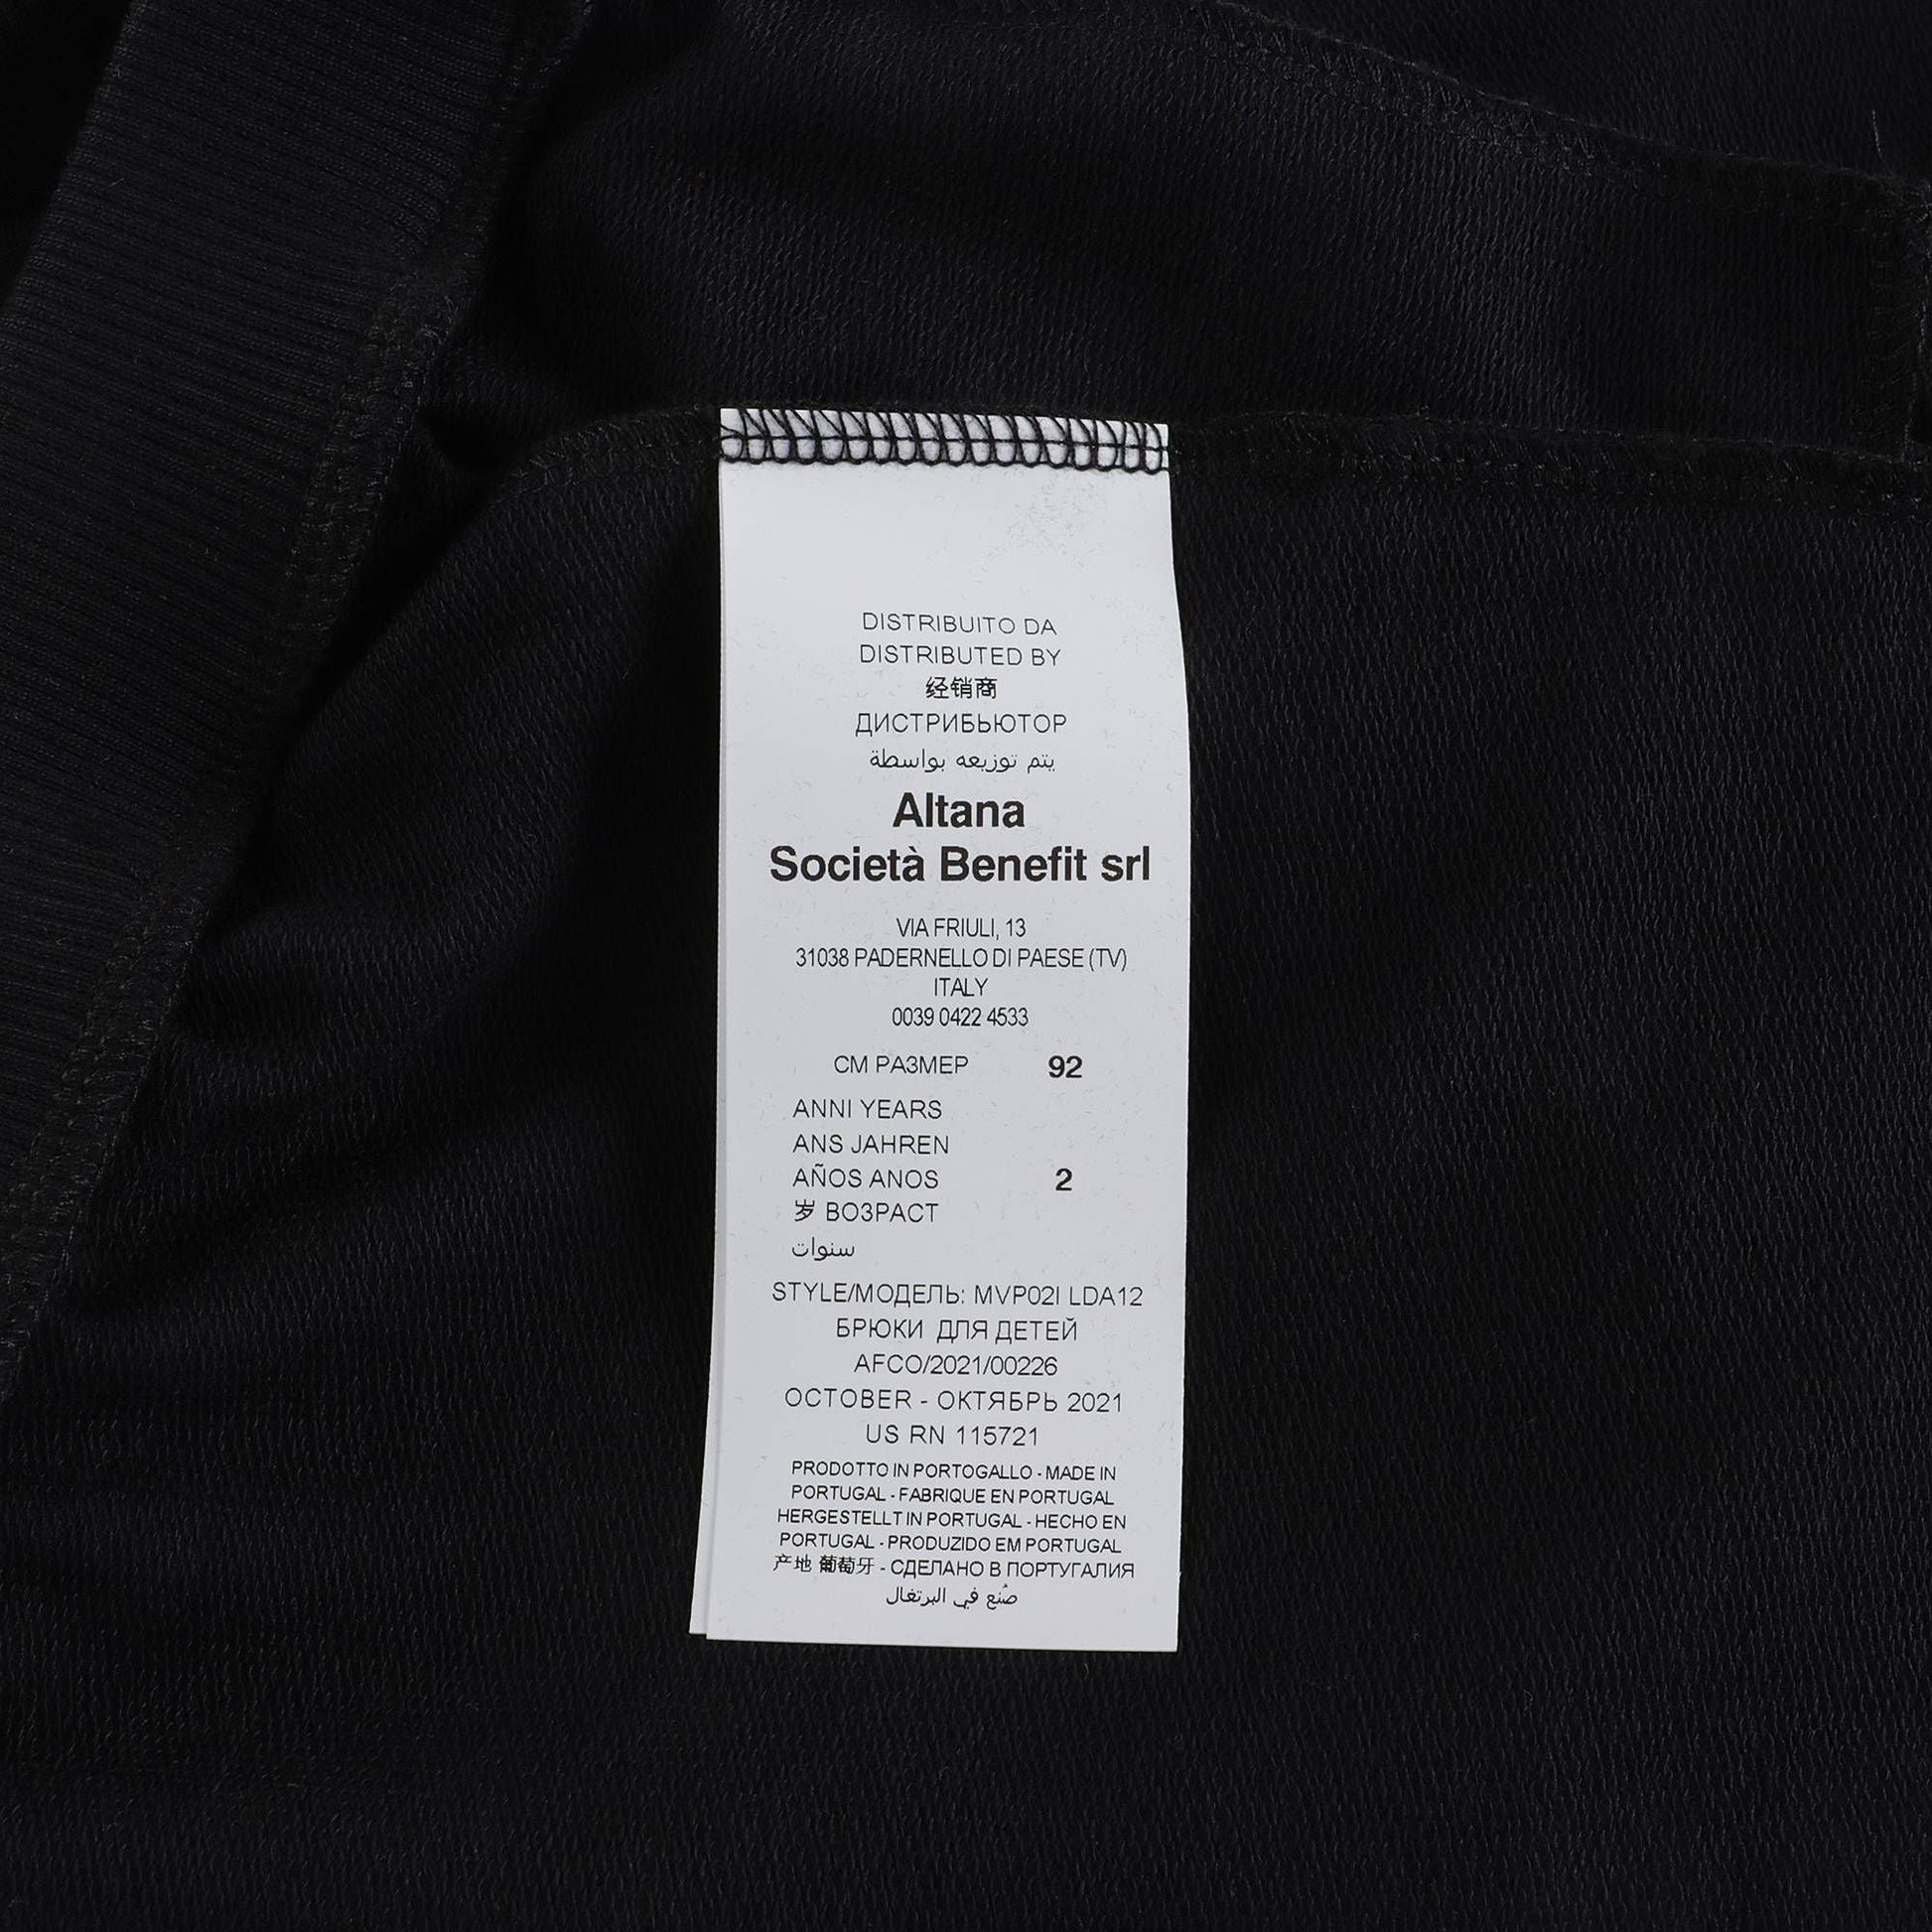 DISTRIBUITO DA
DISTRIBUTED BY
经销商
ДИСТРИБЬЮТОР
يتم توزيعه بواسطة
Altana
Società Benefit srl
VIA FRIULI, 13
31038 PADERNELLO DI PAESE (TV)
ITALY
0039 0422 4533
CM РАЗМЕР 92
ANNI YEARS
ANS JAHREN
AÑOS ANOS 2
岁 ВОЗРАСТ
سنوات
STYLE/МОДЕЛЬ: MVP02I LDA12
БРЮКИ ДЛЯ ДЕТЕЙ
AFCO/2021/00226
OCTOBER - ОКТЯБРЬ 2021
US RN 115721
PRODOTTO IN PORTOGALLO - MADE IN
PORTUGAL - FABRIQUE EN PORTUGAL
HERGESTELLT IN PORTUGAL - HECHO EN
PORTUGAL - PRODUZIDO EM PORTUGAL
产地 葡萄牙 - СДЕЛАНО В ПОРТУГАЛИЯ
صُنع في البرتغال